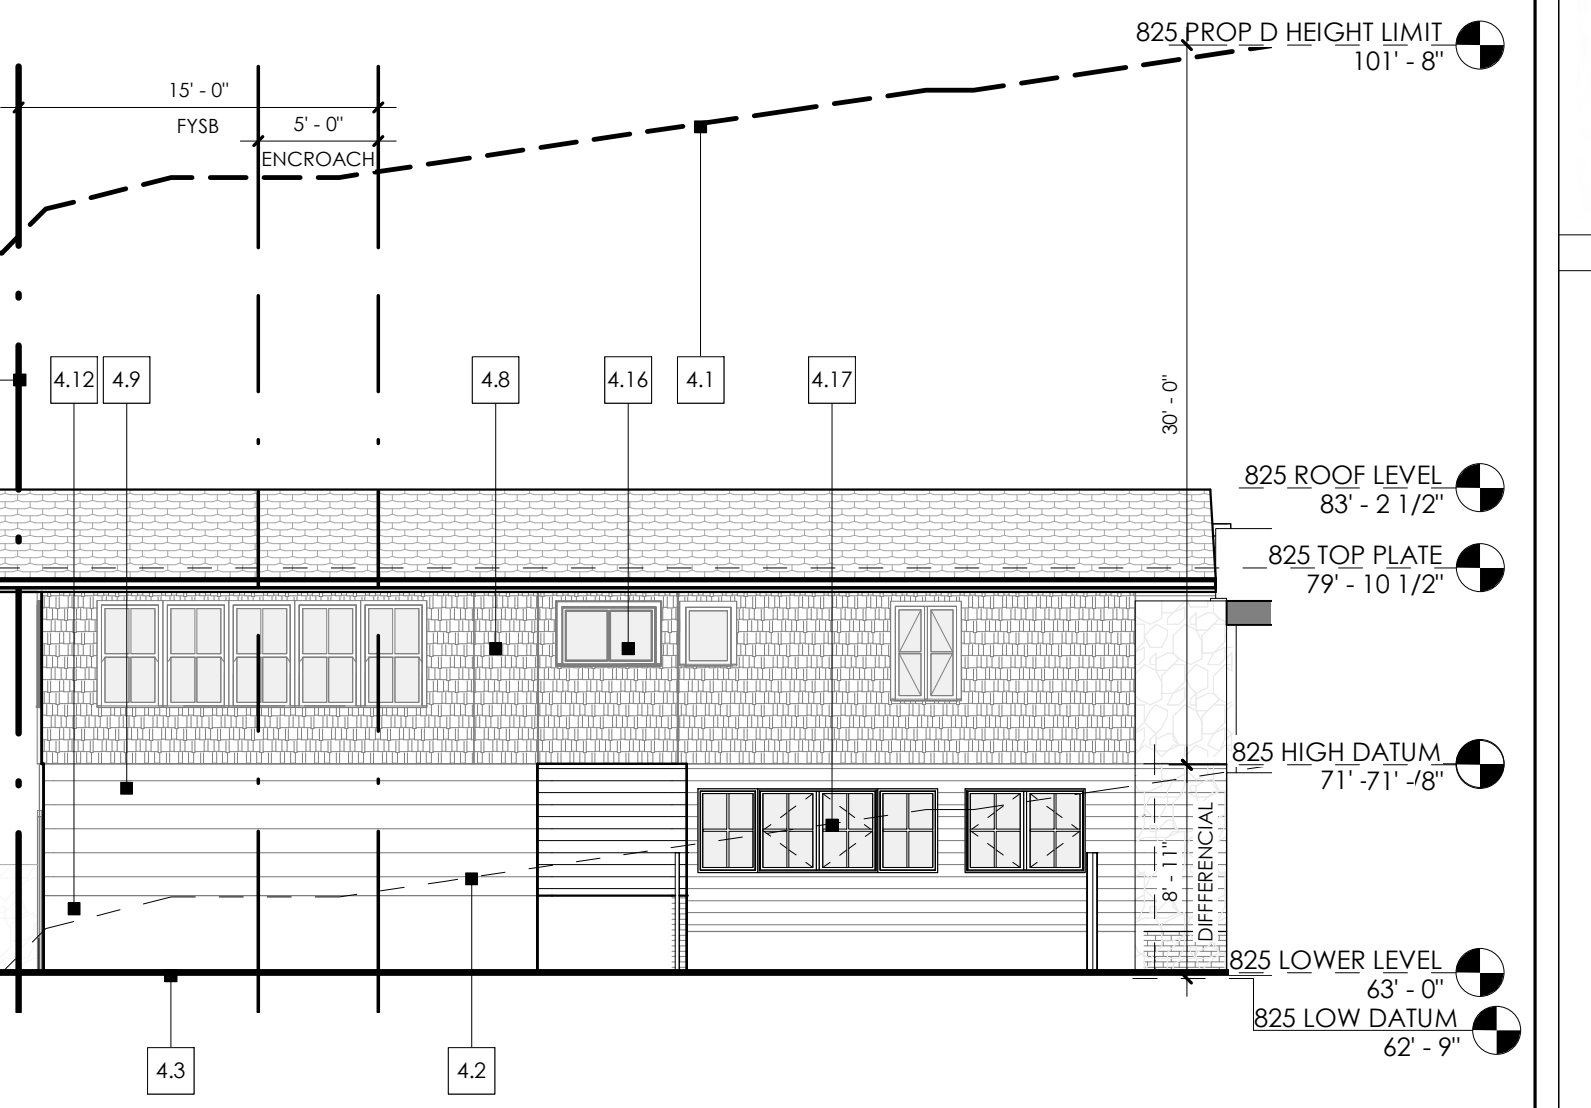 825 PROP D HEIGHT LIMIT
101' - 8"
15' - 0"
FYSB
5' - 0"
ENCROACH
4.12
4.9
4.8
4.16
4.1
4.17
30' - 0"
825 ROOF LEVEL
83' - 2 1/2"
825 TOP PLATE
79' - 10 1/2"
825 HIGH DATUM
71' -71' -/8"
8' - 11"
DIFFFERENCIAL
825 LOWER LEVEL
63' - 0"
825 LOW DATUM
62' - 9"
4.3
4.2